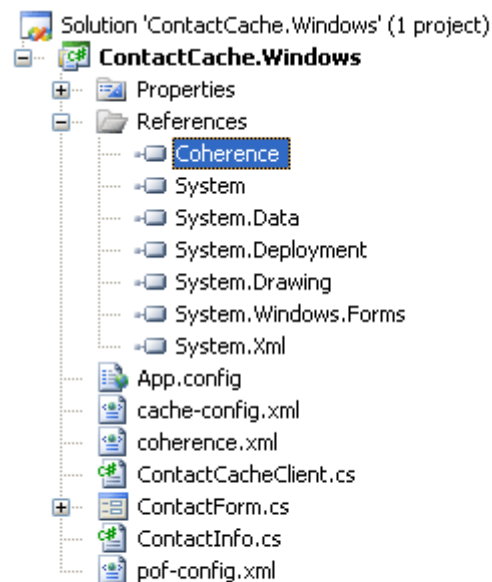 Solution 'ContactCache.Windows' (1 project)
ContactCache.Windows
Properties
References
Coherence
System
System.Data
System.Deployment
System.Drawing
System.Windows.Forms
System.Xml
App.config
cache-config.xml
coherence.xml
ContactCacheClient.cs
ContactForm.cs
ContactInfo.cs
pof-config.xml